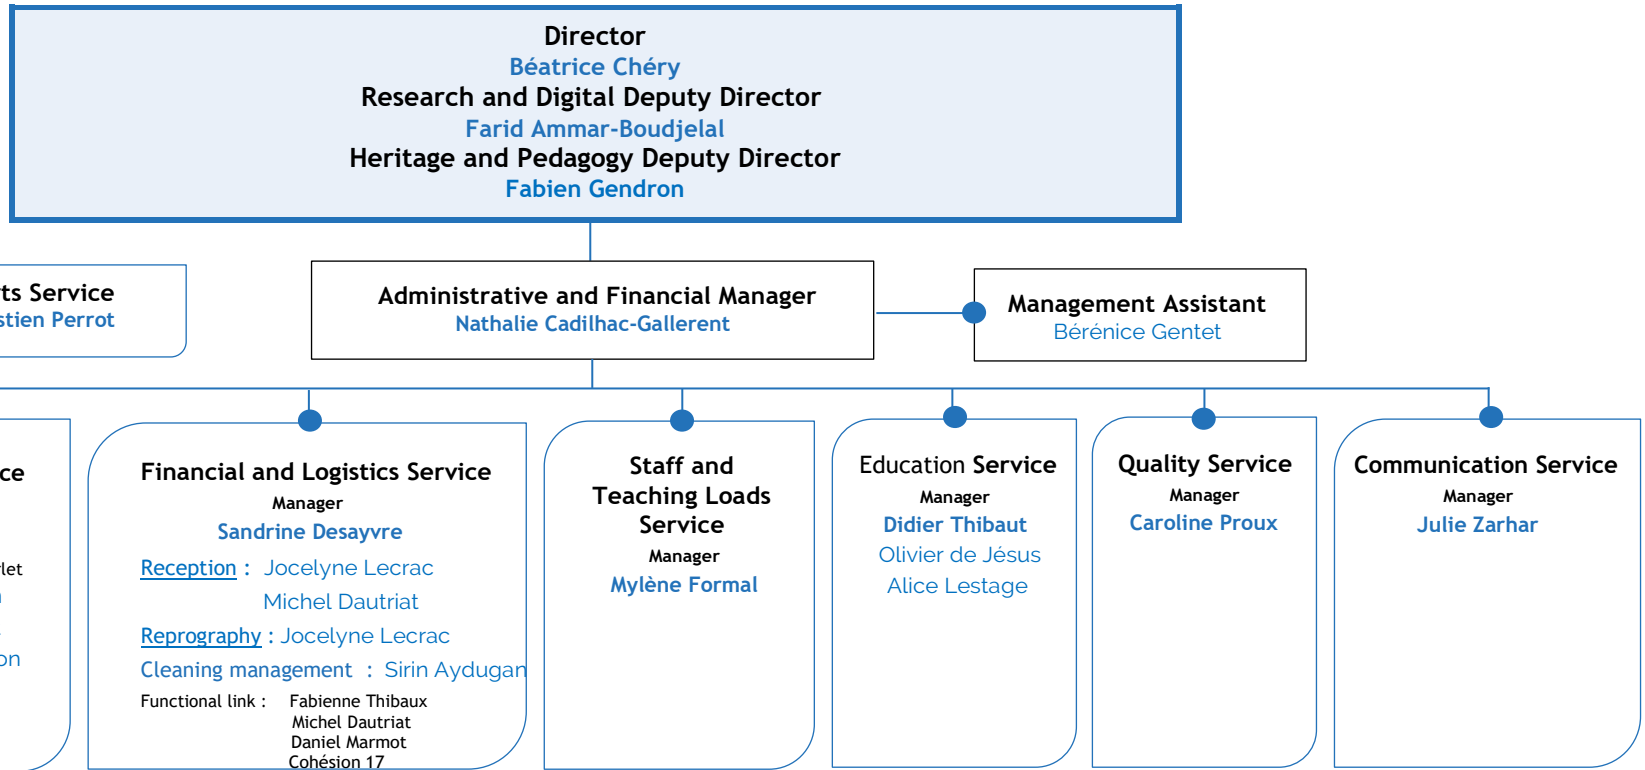 Director
Béatrice Chéry
Research and Digital Deputy Director
Farid Ammar-Boudjelal
Heritage and Pedagogy Deputy Director
Fabien Gendron
Service
Perrot
Administrative and Financial Manager
Nathalie Cadilhac-Gallerent
Management Assistant
Bérénice Gentet
Financial and Logistics Service
Manager
Sandrine Desayvre
Reception : Jocelyne Lecrac
Michel Dautriat
Reprography : Jocelyne Lecrac
Cleaning management : Sirin Aydugan
Functional link : Fabienne Thibaux
Michel Dautriat
Daniel Marmot
Cohésion 17
Staff and
Teaching Loads
Service
Manager
Mylène Formal
Education Service
Manager
Didier Thibaut
Olivier de Jésus
Alice Lestage
Quality Service
Manager
Caroline Proux
Communication Service
Manager
Julie Zarhar